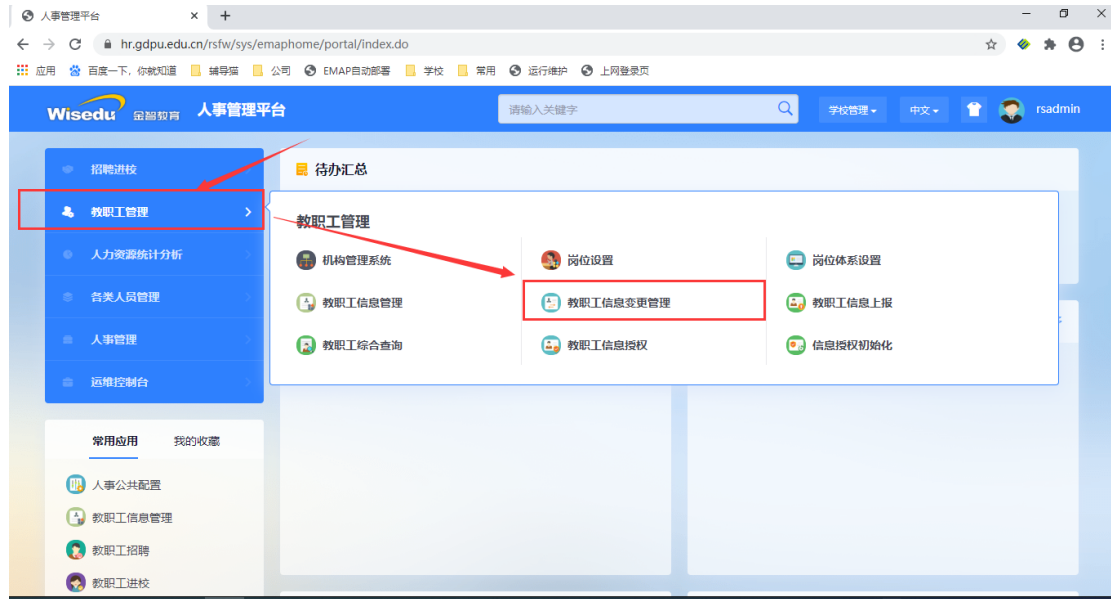 人事管理平台
hr.gdpu.edu.cn/rsfw/sys/emaphome/portal/index.do
应用 百度一下，你就知道 辅导猫 公司 EMAP自动部署 学校 常用 运行维护 上网登录页
Wisedu 金智教育 人事管理平台 请输入关键字 学校管理 中文 rsadmin
招聘进校
待办汇总
教职工管理
人力资源统计分析
各类人员管理
人事管理
运维控制台
教职工管理
机构管理系统 岗位设置 岗位体系设置
教职工信息管理 教职工信息变更管理 教职工信息上报
教职工综合查询 教职工信息授权 信息授权初始化
常用应用 我的收藏
人事公共配置
教职工信息管理
教职工招聘
教职工进校